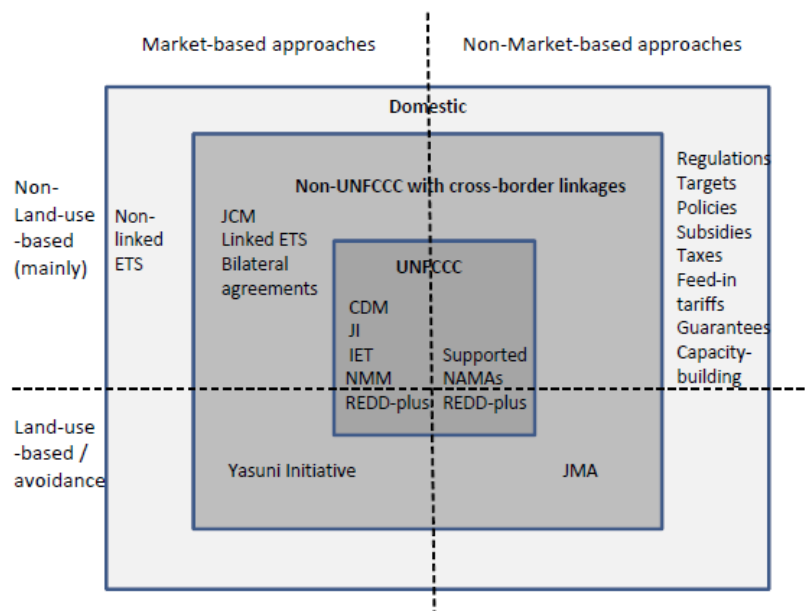 Market-based approaches
Non-Market-based approaches
Domestic
Non-
Land-use
-based
(mainly)
Non-
linked
ETS
Non-UNFCCC with cross-border linkages
JCM
Linked ETS
Bilateral
agreements
UNFCCC
CDM
JI
IET
NMM
REDD-plus
Supported
NAMAs
REDD-plus
Regulations
Targets
Policies
Subsidies
Taxes
Feed-in
tariffs
Guarantees
Capacity-
building
Land-use
-based /
avoidance
Yasuni Initiative
JMA